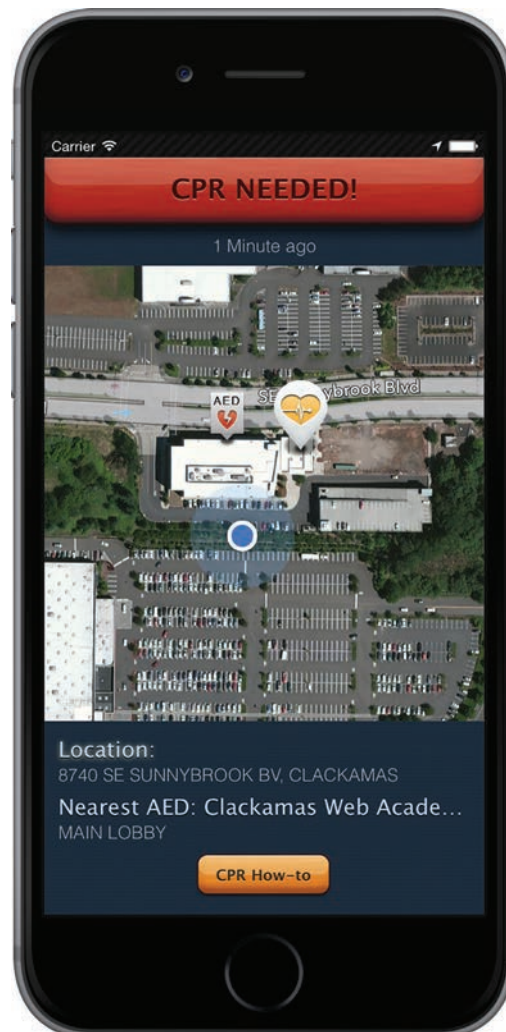 Carrier
CPR NEEDED!
1 Minute ago
AED
SE nybrook Blvd
Location:
8740 SE SUNNYBROOK BV, CLACKAMAS
Nearest AED: Clackamas Web Acade...
MAIN LOBBY
CPR How-to